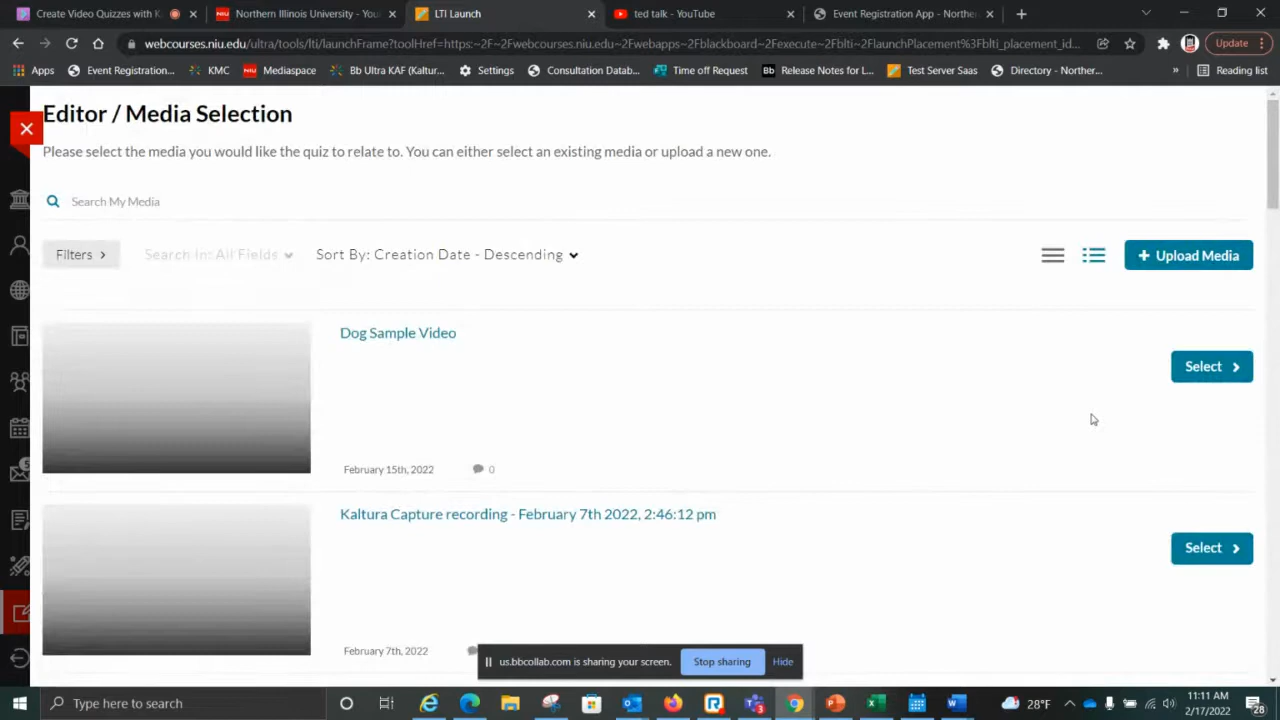 Create Video Quizzes with K
Northern Illinois University - You
LTI Launch
ted talk - YouTube
Event Registration App - Northe
webcourses.niu.edu/ultra/tools/lti/launchFrame?toolHref=https:~2F~2Fwebcourses.niu.edu~2Fwebapps~2Fblackboard~2Fexecute~2Fblti~2FlaunchPlacement%3Fblti_placement_id...
Update
Apps
Event Registration...
KMC
NIU
Mediaspace
Bb Ultra KAF (Kaltur...
Settings
Consultation Datab...
Time off Request
Bb
Release Notes for L...
Test Server Saas
Directory - Norther...
»
Reading list
Editor / Media Selection
Please select the media you would like the quiz to relate to. You can either select an existing media or upload a new one.
Search My Media
Filters
Search In: All Fields
Sort By: Creation Date - Descending
+ Upload Media
Dog Sample Video
Select
February 15th, 2022
0
Kaltura Capture recording - February 7th 2022, 2:46:12 pm
Select
February 7th, 2022
us.bbcollab.com is sharing your screen.
Stop sharing
Hide
Type here to search
28°F
11:11 AM
2/17/2022
28